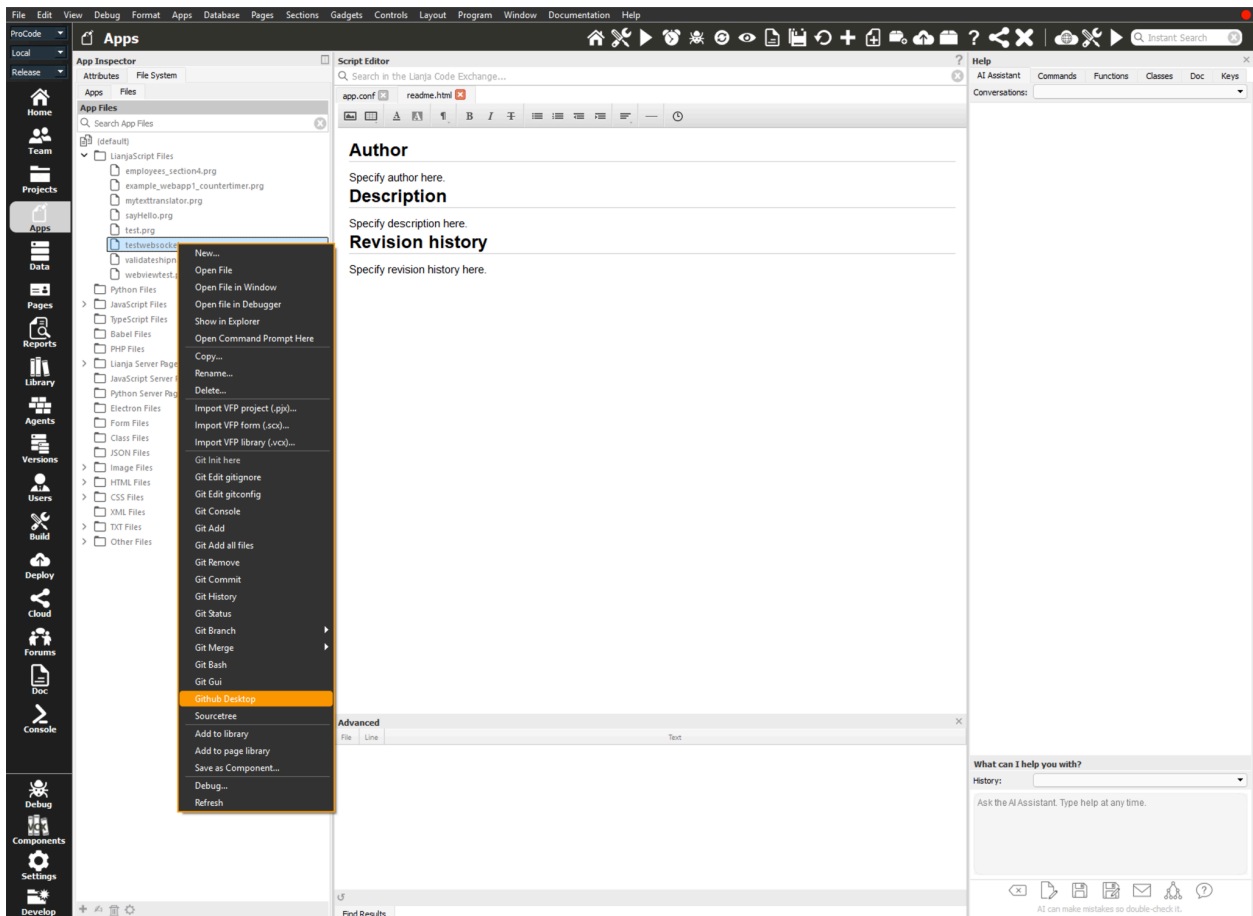 File Edit View Debug Format Apps Database Pages Sections Gadgets Controls Layout Program Window Documentation Help
ProCode
Local
Release
Apps
Instant Search
Home
Team
Projects
Apps
Data
Pages
Reports
Library
Agents
Versions
Users
Build
Deploy
Cloud
Forums
Doc
Console
Debug
Components
Settings
Develop
App Inspector
Attributes File System
Apps Files
App Files
Search App Files
(default)
LianjaScript Files
employees_section4.prg
example_webapp1_countertimer.prg
mytexttranslator.prg
sayHello.prg
test.prg
testwebsocke
validateshipn
webviewtest.p
Python Files
JavaScript Files
TypeScript Files
Babel Files
PHP Files
Lianja Server Page
JavaScript Server
Python Server Pag
Electron Files
Form Files
Class Files
JSON Files
Image Files
HTML Files
CSS Files
XML Files
TXT Files
Other Files
New...
Open File
Open File in Window
Open file in Debugger
Show in Explorer
Open Command Prompt Here
Copy...
Rename...
Delete...
Import VFP project (.pjx)...
Import VFP form (.scx)...
Import VFP library (.vcx)...
Git Init here
Git Edit gitignore
Git Edit gitconfig
Git Console
Git Add
Git Add all files
Git Remove
Git Commit
Git History
Git Status
Git Branch
Git Merge
Git Bash
Git Gui
Github Desktop
Sourcetree
Add to library
Add to page library
Save as Component...
Debug...
Refresh
Script Editor
Search in the Lianja Code Exchange...
app.conf readme.html
Author
Specify author here.
Description
Specify description here.
Revision history
Specify revision history here.
Advanced
File Line Text
Find Results
Help
AI Assistant Commands Functions Classes Doc Keys
Conversations:
What can I help you with?
History:
Ask the AI Assistant. Type help at any time.
AI can make mistakes so double-check it.